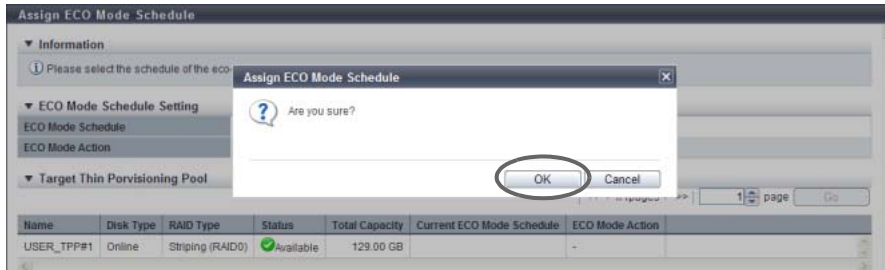 Assign ECO Mode Schedule
Information
Please select the schedule of the eco-
Assign ECO Mode Schedule
Are you sure?
OK Cancel
ECO Mode Schedule Setting
ECO Mode Schedule
ECO Mode Action
Target Thin Porvisioning Pool
>> 1 page Go
Name Disk Type RAID Type Status Total Capacity Current ECO Mode Schedule ECO Mode Action
USER_TPP#1 Online Striping (RAID0) Available 129.00 GB -